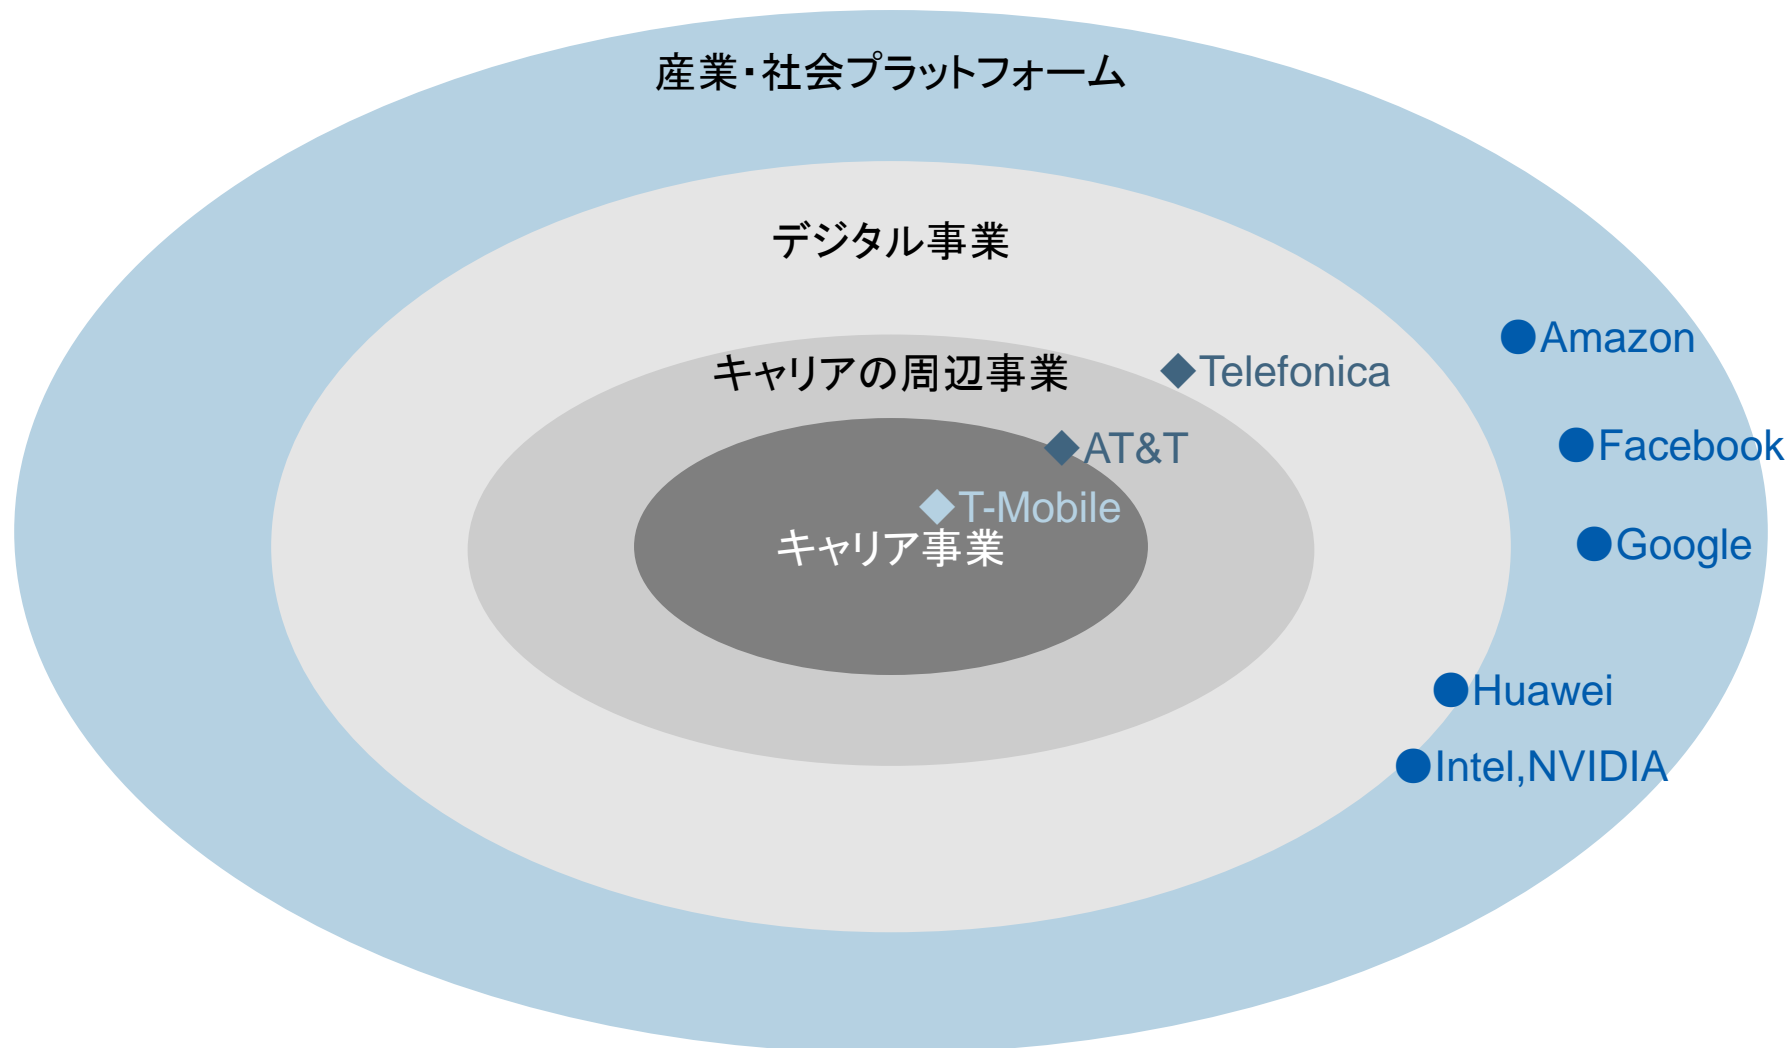 産業・社会プラットフォーム
デジタル事業
Amazon
キャリアの周辺事業
Telefonica
Facebook
AT&T
T-Mobile
キャリア事業
Google
Huawei
Intel,NVIDIA